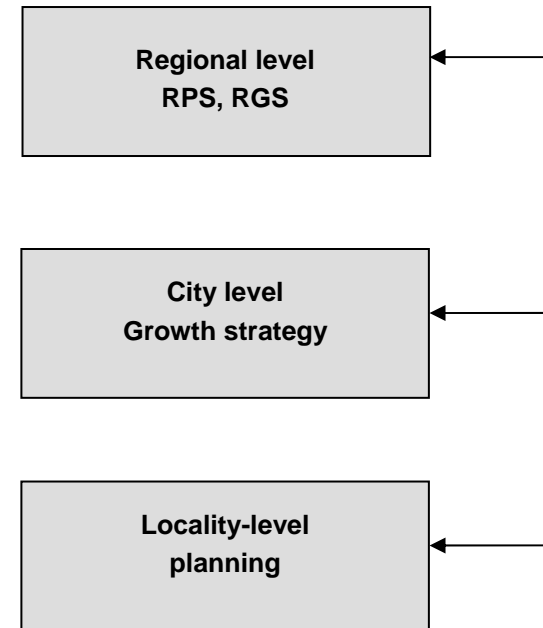 Regional level
RPS, RGS
City level
Growth strategy
Locality-level
planning